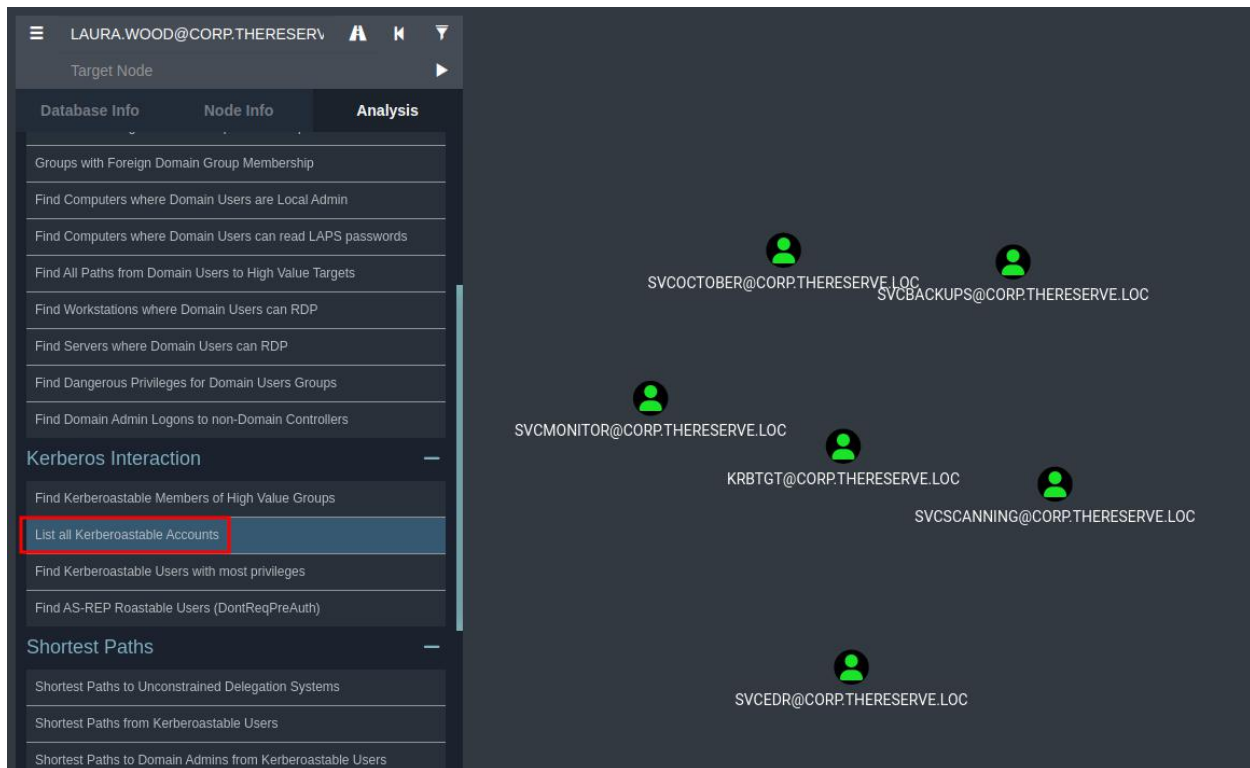 LAURA.WOOD@CORP.THERESERV
Target Node
Database Info Node Info Analysis
Groups with Foreign Domain Group Membership
Find Computers where Domain Users are Local Admin
Find Computers where Domain Users can read LAPS passwords
Find All Paths from Domain Users to High Value Targets
Find Workstations where Domain Users can RDP
Find Servers where Domain Users can RDP
Find Dangerous Privileges for Domain Users Groups
Find Domain Admin Logons to non-Domain Controllers
Kerberos Interaction
Find Kerberoastable Members of High Value Groups
List all Kerberoastable Accounts
Find Kerberoastable Users with most privileges
Find AS-REP Roastable Users (DontReqPreAuth)
Shortest Paths
Shortest Paths to Unconstrained Delegation Systems
Shortest Paths from Kerberoastable Users
Shortest Paths to Domain Admins from Kerberoastable Users
SVCOCTOBER@CORP.THERESERVE.LOC
SVCBACKUPS@CORP.THERESERVE.LOC
SVCMONITOR@CORP.THERESERVE.LOC
KRBTGT@CORP.THERESERVE.LOC
SVCSCANNING@CORP.THERESERVE.LOC
SVCEDR@CORP.THERESERVE.LOC